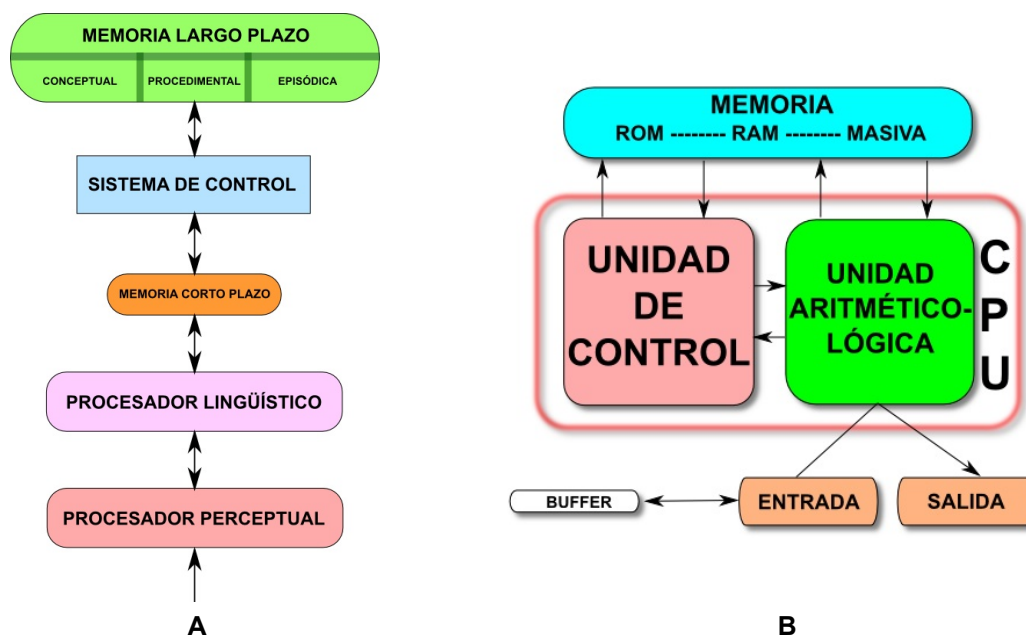 MEMORIA LARGO PLAZO
CONCEPTUAL PROCEDIMENTAL EPISÓDICA
SISTEMA DE CONTROL
MEMORIA CORTO PLAZO
PROCESADOR LINGÜÍSTICO
PROCESADOR PERCEPTUAL
A
MEMORIA
ROM -------- RAM -------- MASIVA
UNIDAD
DE
CONTROL
UNIDAD
ARITMÉTICO-
LÓGICA
C
P
U
BUFFER
ENTRADA
SALIDA
B